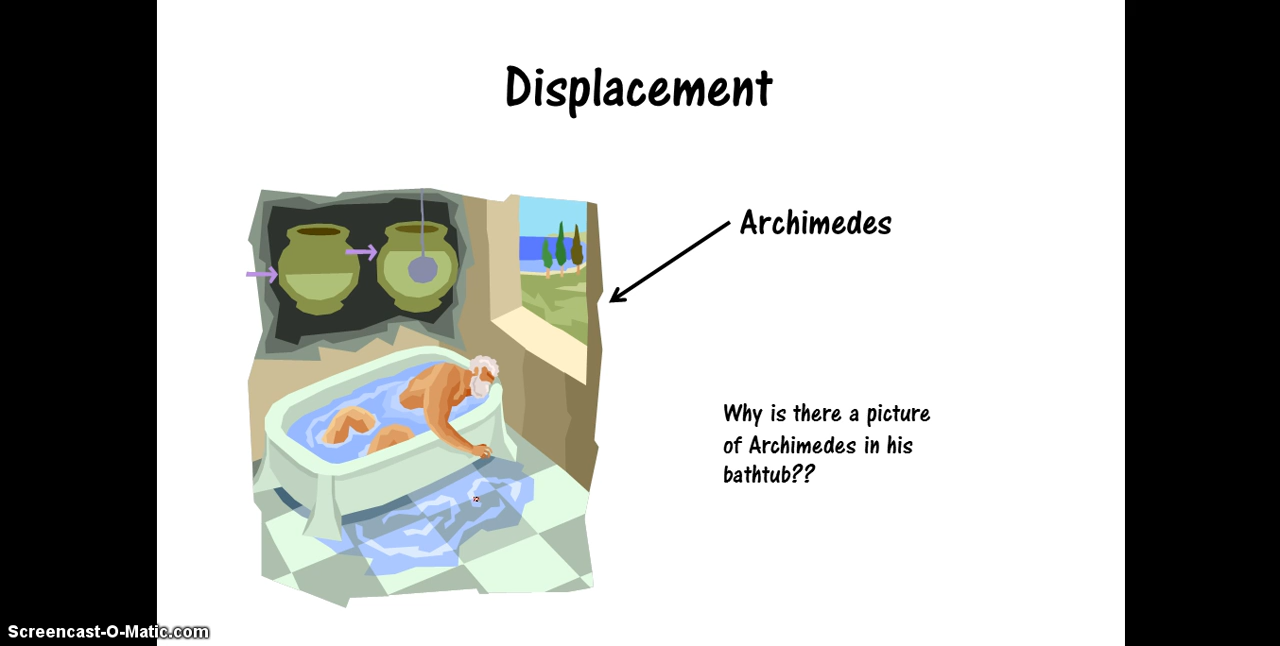 Displacement
Archimedes
Why is there a picture
of Archimedes in his
bathtub??
Screencast-O-Matic.com